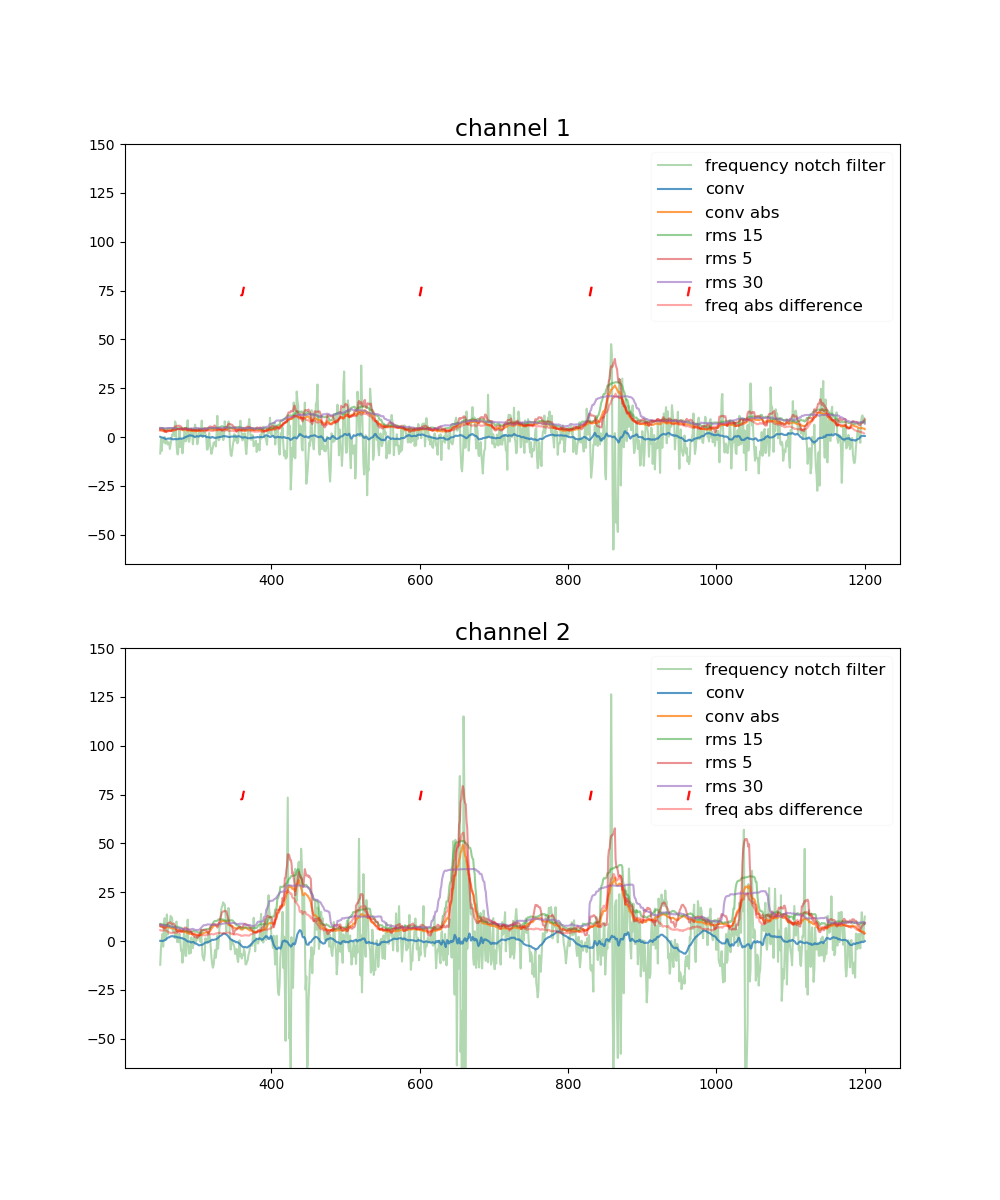 channel 1
150
125
100
75
50
25
0
−25
−50
400
600
800
1000
1200
frequency notch filter
conv
conv abs
rms 15
rms 5
rms 30
freq abs difference
J
I
I
I
channel 2
150
125
100
75
50
25
0
−25
−50
400
600
800
1000
1200
frequency notch filter
conv
conv abs
rms 15
rms 5
rms 30
freq abs difference
J
I
I
I